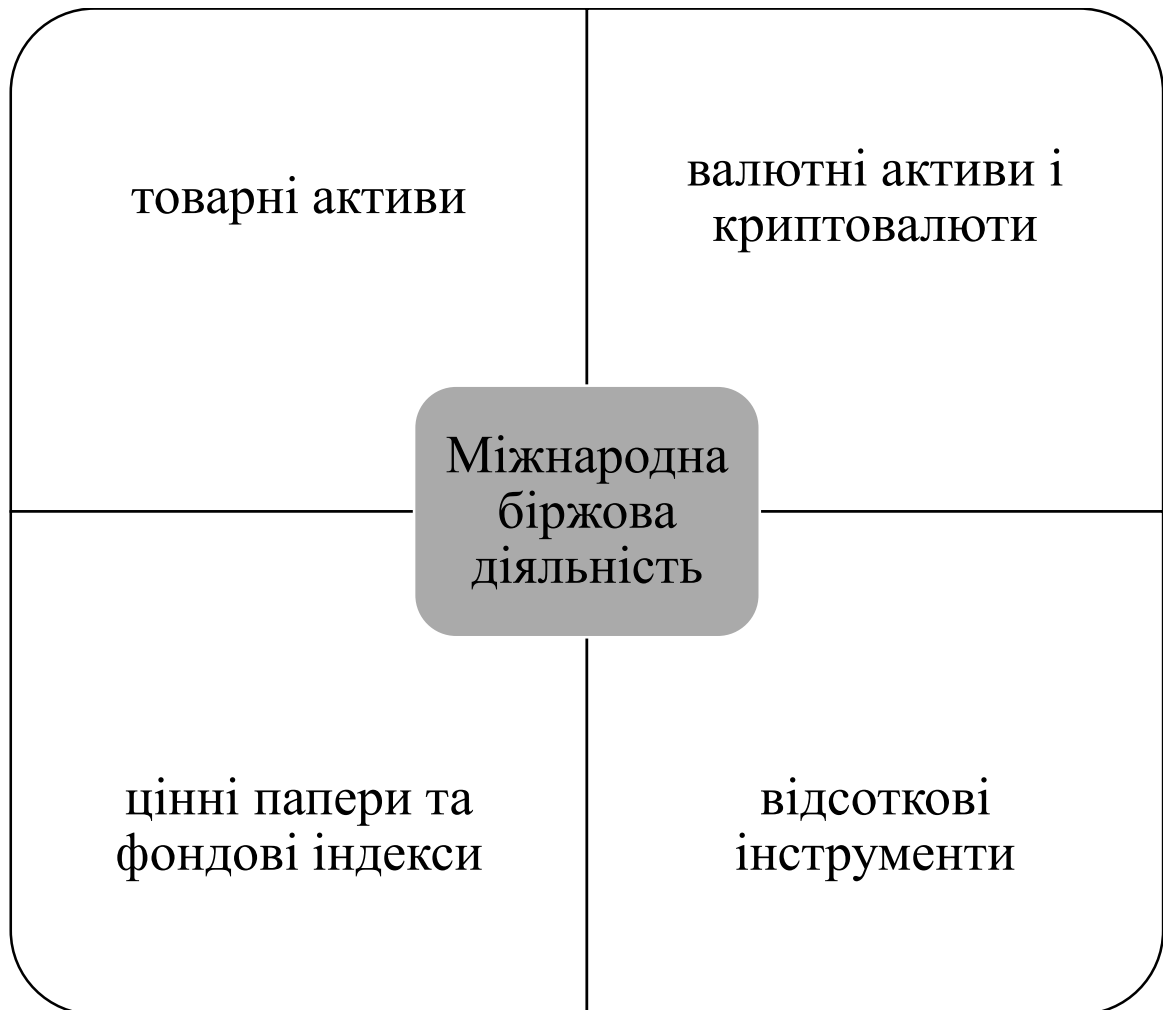 товарні активи
валютні активи і
криптовалюти
Міжнародна
біржова
діяльність
цінні папери та
фондові індекси
відсоткові
інструменти